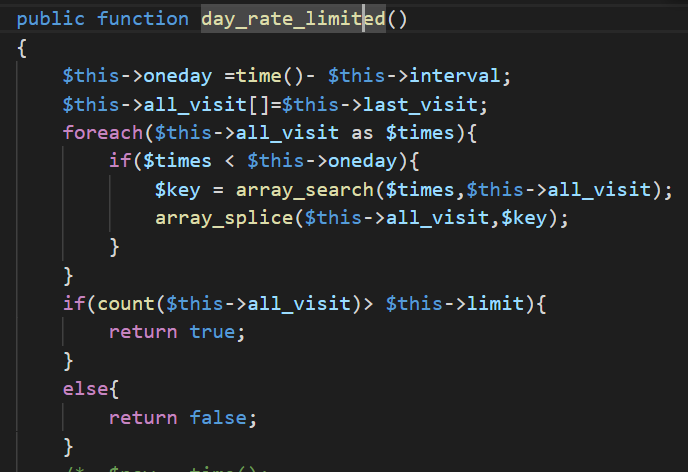 public function day_rate_limited()
{
$this->oneday =time()- $this->interval;
$this->all_visit[]=$this->last_visit;
foreach($this->all_visit as $times){
if($times < $this->oneday){
$key = array_search($times,$this->all_visit);
array_splice($this->all_visit,$key);
}
}
if(count($this->all_visit)> $this->limit){
return true;
}
else{
return false;
}